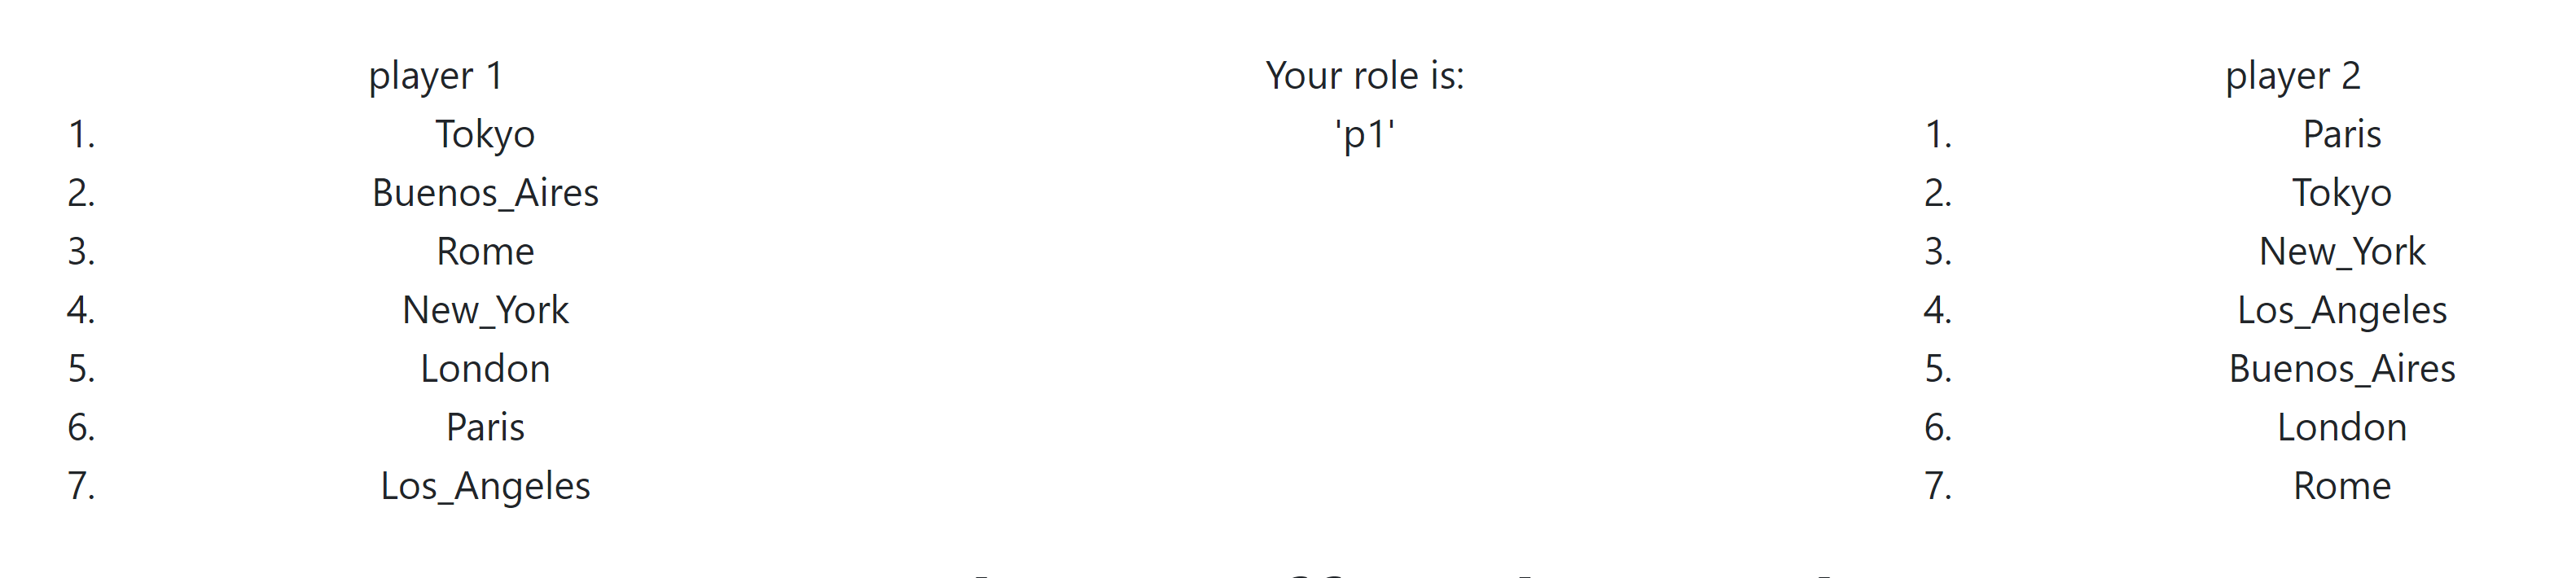 player 1 Your role is: player 2
1. Tokyo 'p1' 1. Paris
2. Buenos_Aires 2. Tokyo
3. Rome 3. New_York
4. New_York 4. Los_Angeles
5. London 5. Buenos_Aires
6. Paris 6. London
7. Los_Angeles 7. Rome